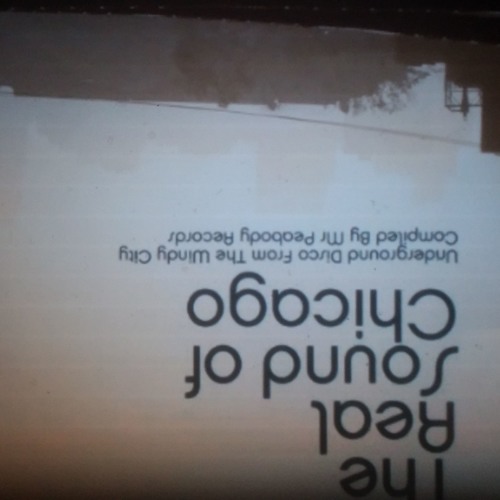 The
Real
Sound of
Chicago
Underground Disco From The Windy City
Compiled By Mr Peabody Records